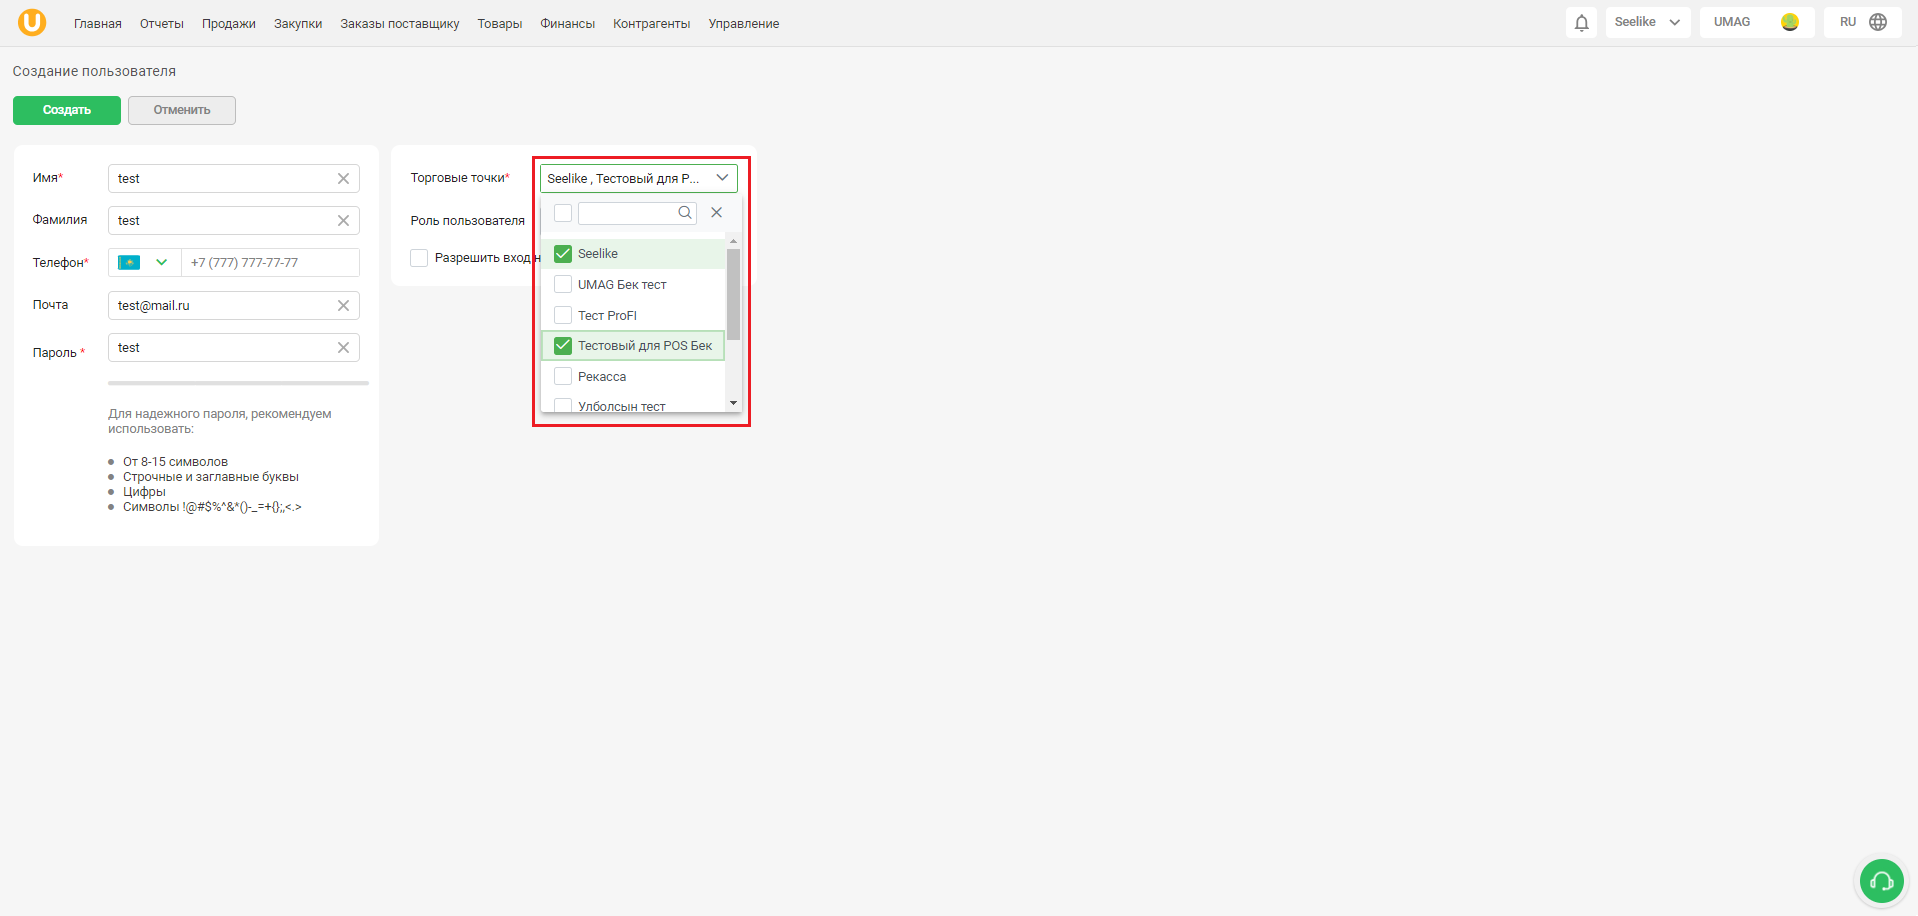 Главная Отчеты Продажи Закупки Заказы поставщику Товары Финансы Контрагенты Управление Seelike UMAG RU
Создание пользователя
Создать Отменить
Имя* test
Фамилия test
Телефон* +7 (777) 777-77-77
Почта test@mail.ru
Пароль * test
Для надежного пароля, рекомендуем
использовать:
От 8-15 символов
Строчные и заглавные буквы
Цифры
Символы !@#$%^&*()-_=+{};,<.>
Торговые точки* Seelike , Тестовый для P...
Роль пользователя
Разрешить вход н
Seelike
UMAG Бек тест
Тест ProFI
Тестовый для POS Бек
Рекасса
Улболсын тест